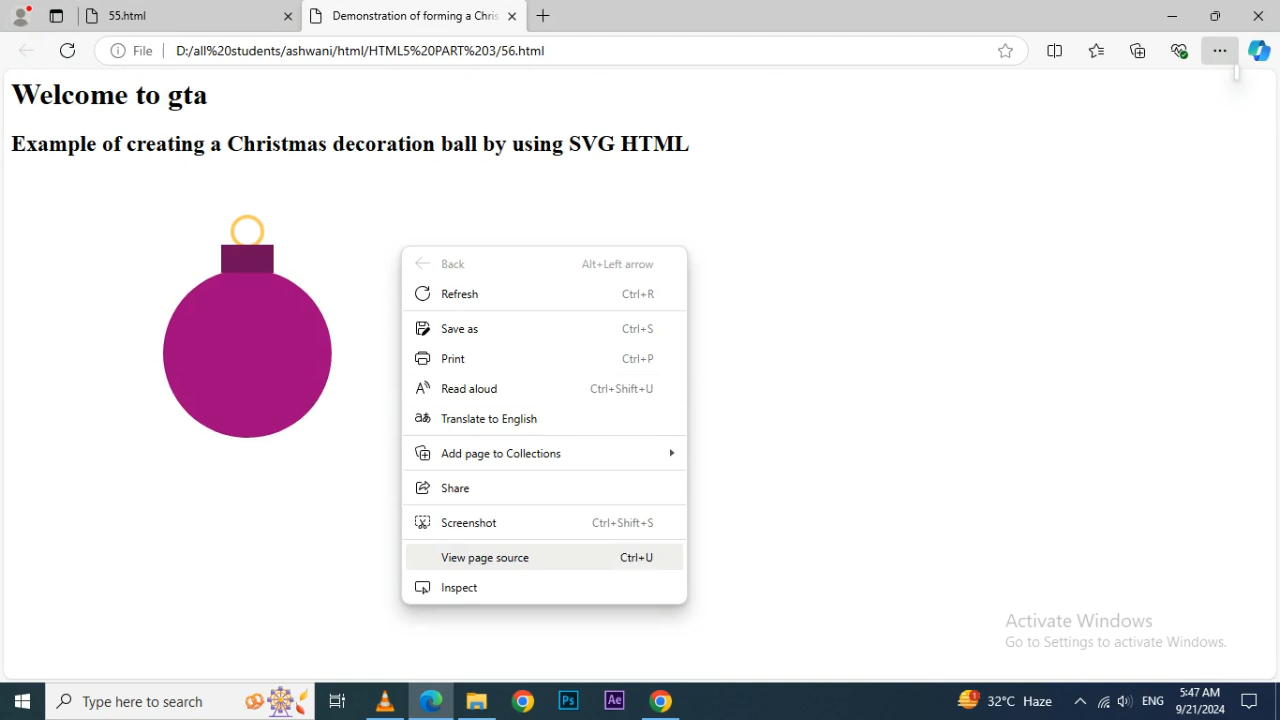 55.html
Demonstration of forming a Chris
File
D:/all%20students/ashwani/html/HTML5%20PART%203/56.html
Welcome to gta
Example of creating a Christmas decoration ball by using SVG HTML
Back Alt+Left arrow
Refresh Ctrl+R
Save as Ctrl+S
Print Ctrl+P
Read aloud Ctrl+Shift+U
Translate to English
Add page to Collections
Share
Screenshot Ctrl+Shift+S
View page source Ctrl+U
Inspect
Activate Windows
Go to Settings to activate Windows.
Type here to search
Ps
Ae
1
32°C Haze
ENG
5:47 AM
9/21/2024